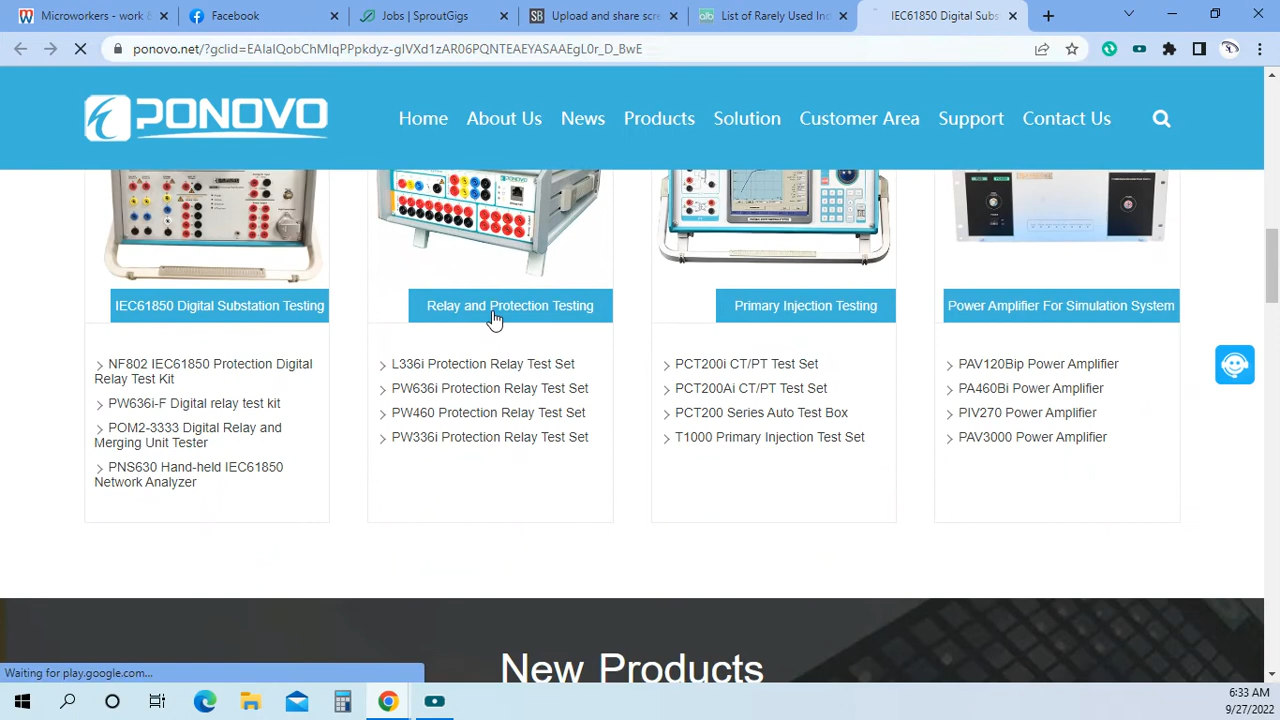 Microworkers - work &
Facebook
Jobs | SproutGigs
Upload and share scre
List of Rarely Used Ind
IEC61850 Digital Subst
ponovo.net/?gclid=EAIaIQobChMIqPPpkdyz-gIVXd1zAR06PQNTEAEYASAAEgL0r_D_BwE
PONOVO
Home
About Us
News
Products
Solution
Customer Area
Support
Contact Us
IEC61850 Digital Substation Testing
NF802 IEC61850 Protection Digital
Relay Test Kit
PW636i-F Digital relay test kit
POM2-3333 Digital Relay and
Merging Unit Tester
PNS630 Hand-held IEC61850
Network Analyzer
Relay and Protection Testing
L336i Protection Relay Test Set
PW636i Protection Relay Test Set
PW460 Protection Relay Test Set
PW336i Protection Relay Test Set
Primary Injection Testing
PCT200i CT/PT Test Set
PCT200Ai CT/PT Test Set
PCT200 Series Auto Test Box
T1000 Primary Injection Test Set
Power Amplifier For Simulation System
PAV120Bip Power Amplifier
PA460Bi Power Amplifier
PIV270 Power Amplifier
PAV3000 Power Amplifier
New Products
Waiting for play.google.com...
6:33 AM
9/27/2022